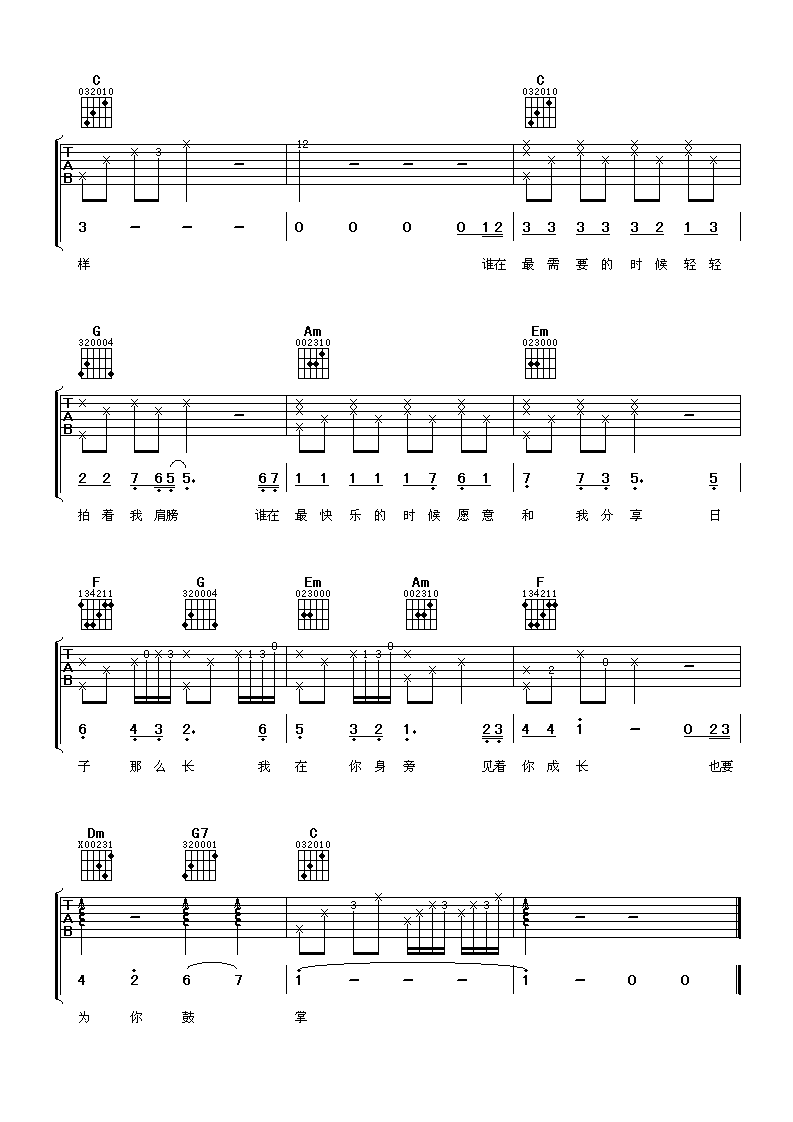 C C
032010 032010
T
A
B
3
12
3 - - - 0 0 0 0 1 2 3 3 3 3 3 2 1 3
样 谁在 最 需 要 的 时 候 轻 轻
G Am Em
320004 002310 023000
T
A
B
2 2 7 6 5 5. 6 7 1 1 1 1 1 7 6 1 7 7 3 5. 5
拍 着 我 肩膀 谁在 最 快 乐 的 时 候 愿 意 和 我 分 享 日
F G Em Am F
134211 320004 023000 002310 134211
T
A
B
0 3 1 3 0 1 3 0 2 0
6 4 3 2. 6 5 3 2 1. 2 3 4 4 1 - 0 2 3
子 那 么 长 我 在 你 身 旁 见着 你 成 长 也要
Dm G7 C
X00231 320001 032010
T
A
B
3 3 3
4 2 6 7 1 - - - 1 - 0 0
为 你 鼓 掌